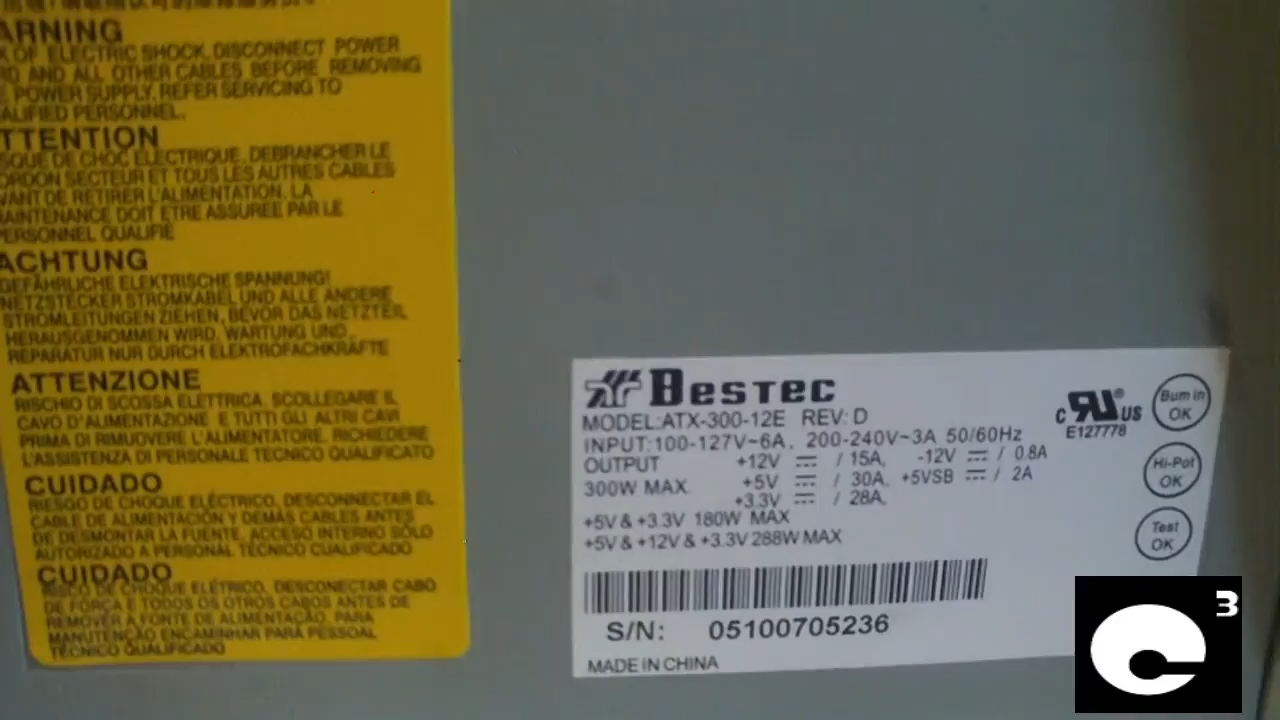 ARNING
K OF ELECTRIC SHOCK. DISCONNECT POWER
RD AND ALL OTHER CABLES BEFORE REMOVING
E. POWER SUPPLY. REFER SERVICING TO
ALIFIED PERSONNEL.
TTENTION
SQUE DE CHOC ELECTRIQUE. DEBRANCHER LE
ORDON SECTEUR ET TOUS LES AUTRES CABLES
VANT DE RETIRER L'ALIMENTATION. LA
AINTENANCE DOIT ETRE ASSUREE PAR LE
PERSONNEL QUALIFIE
ACHTUNG
GEFÄHRLICHE ELEKTRISCHE SPANNUNG!
NETZSTECKER STROMKABEL UND ALLE ANDERE
STROMLEITUNGEN ZIEHEN, BEVOR DAS NETZTEIL
HERAUSGENOMMEN WIRD. WARTUNG UND
REPARATUR NUR DURCH ELEKTROFACHKRÄFTE
ATTENZIONE
RISCHIO DI SCOSSA ELETTRICA. SCOLLEGARE IL
CAVO D'ALIMENTAZIONE E TUTTI GLI ALTRI CAVI
PRIMA DI RIMUOVERE L'ALIMENTATORE. RICHIEDERE
L'ASSISTENZA DI PERSONALE TECNICO QUALIFICATO
CUIDADO
RIESGO DE CHOQUE ELÉCTRICO. DESCONECTAR EL
CABLE DE ALIMENTACIÓN Y DEMÁS CABLES ANTES
DE DESMONTAR LA FUENTE. ACCESO INTERNO SÓLO
AUTORIZADO A PERSONAL TÉCNICO CUALIFICADO
CUIDADO
RISCO DE CHOQUE ELÉTRICO. DESCONECTAR CABO
DE FORÇA E TODOS OS OTROS CABOS ANTES DE
REMOVER A FONTE DE ALIMENTAÇÃO. PARA
MANUTENÇÃO ENCAMINHAR PARA PESSOAL
TÉCNICO QUALIFICADO
BESTEC
MODEL:ATX-300-12E REV: D
INPUT:100-127V~6A, 200-240V~3A 50/60Hz
OUTPUT +12V ⎓ / 15A, -12V ⎓ / 0.8A
300W MAX +5V ⎓ / 30A, +5VSB ⎓ / 2A
+3.3V ⎓ / 28A,
+5V & +3.3V 180W MAX
+5V & +12V & +3.3V 288W MAX
S/N: 05100705236
MADE IN CHINA
C RU ® US
E127778
Burn in
OK
Hi-Pot
OK
Test
OK
3